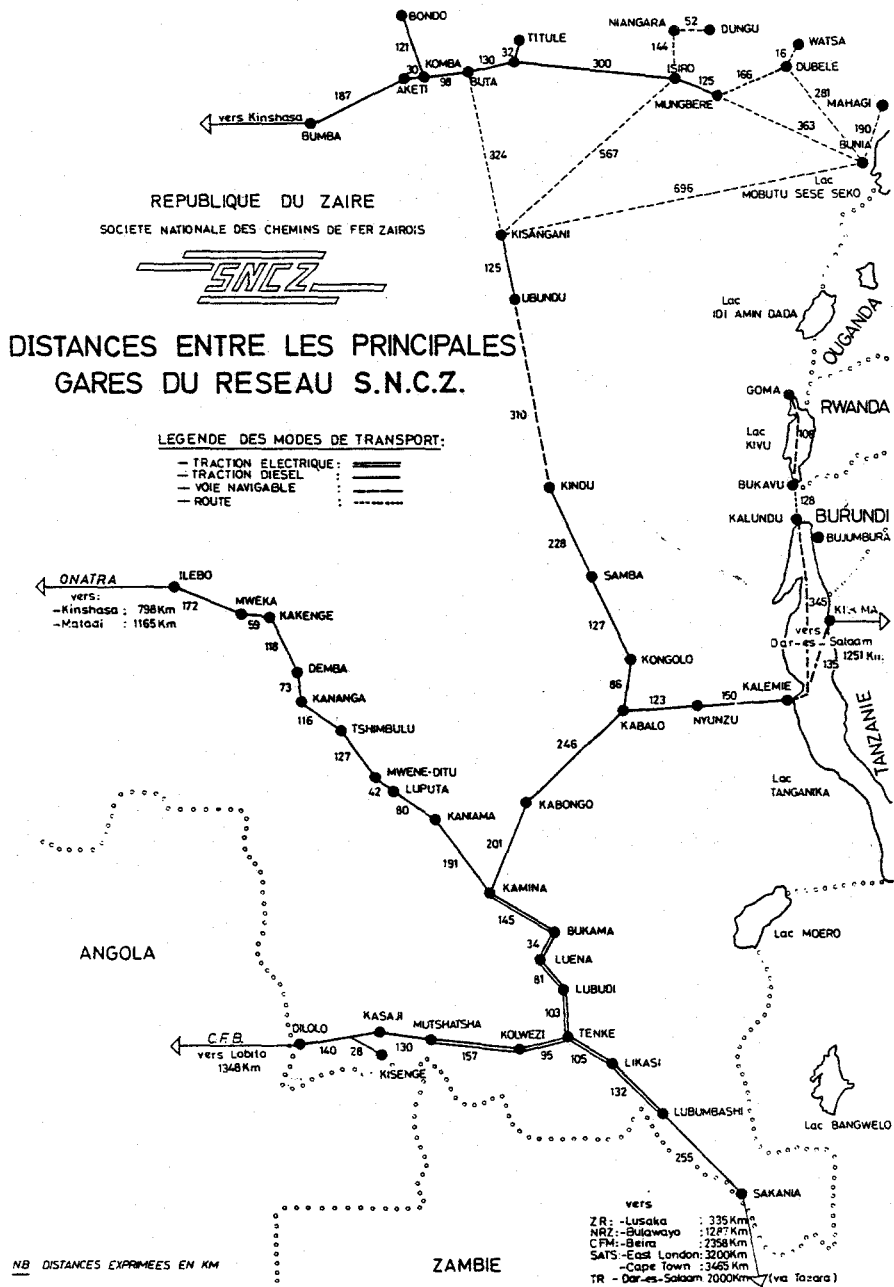 BONDO
TITULE
NIANGARA
52
DUNGU
WATSA
121
30
KOMBA
130
32
144
16
DUBELE
AKETI
98
BUTA
300
ISIRO
125
166
MUNGBERE
281
MAHAGI
187
vers Kinshasa
BUMBA
363
190
BUNIA
324
567
696
Lac
MOBUTU SESE SEKO
REPUBLIQUE DU ZAIRE
SOCIETE NATIONALE DES CHEMINS DE FER ZAIROIS
SNCZ
KISANGANI
125
UBUNDU
Lac
IDI AMIN DADA
OUGANDA
DISTANCES ENTRE LES PRINCIPALES
GARES DU RESEAU S.N.C.Z.
310
GOMA
RWANDA
Lac
KIVU
LEGENDE DES MODES DE TRANSPORT:
— TRACTION ELECTRIQUE :
— TRACTION DIESEL :
— VOIE NAVIGABLE :
— ROUTE :
KINDU
BUKAVU
128
KALUNDU
BURUNDI
BUJUMBURA
228
SAMBA
ONATRA
vers:
-Kinshasa : 798Km
-Matadi : 1165Km
ILEBO
172
MWEKA
59
KAKENGE
118
345
vers
Dar-es-Salaam
1251
135
127
KONGOLO
DEMBA
73
KANANGA
116
TSHIMBULU
86
123
150
KALEMIE
KABALO
NYUNZU
TANZANIE
127
MWENE-DITU
42
LUPUTA
80
KANIAMA
246
KABONGO
Lac
TANGANIKA
191
201
KAMINA
145
BUKAMA
34
LUENA
81
LUBUDI
Lac MOERO
ANGOLA
103
C.F.B.
vers Lobito
1348Km
DILOLO
140
KASAJI
28
130
KISENGE
MUTSHATSHA
157
KOLWEZI
95
TENKE
105
LIKASI
132
LUBUMBASHI
Lac BANGWELO
255
SAKANIA
vers
Z R : -Lusaka : 335Km
NRZ: -Bulawayo : 1287Km
CFM: -Beira : 2358Km
SATS: -East London: 3200Km
-Cape Town : 3465Km
TR - Dar-es-Salaam 2000Km (via Tazara)
NB DISTANCES EXPRIMEES EN KM
ZAMBIE